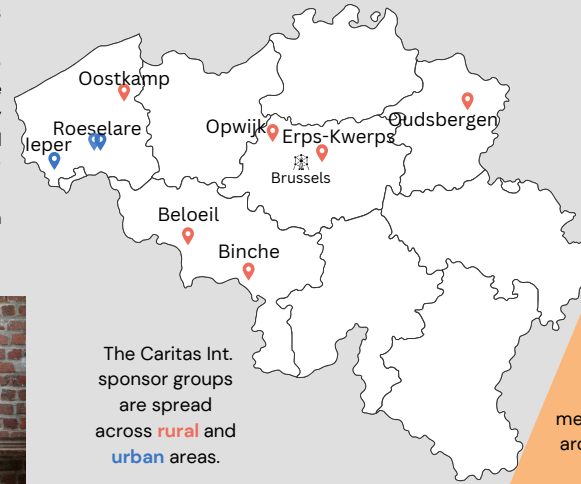 Oostkamp
Oudsbergen
Roeselare
Opwijk
Erps-Kwerps
Ieper
Brussels
Beloeil
Binche
The Caritas Int.
sponsor groups
are spread
across rural and
urban areas.